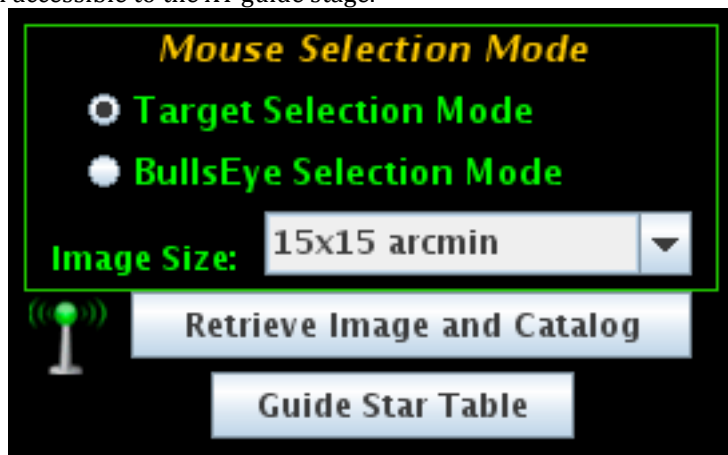 accessible to the XY guide stage.
Mouse Selection Mode
Target Selection Mode
BullsEye Selection Mode
Image Size: 15x15 arcmin
Retrieve Image and Catalog
Guide Star Table